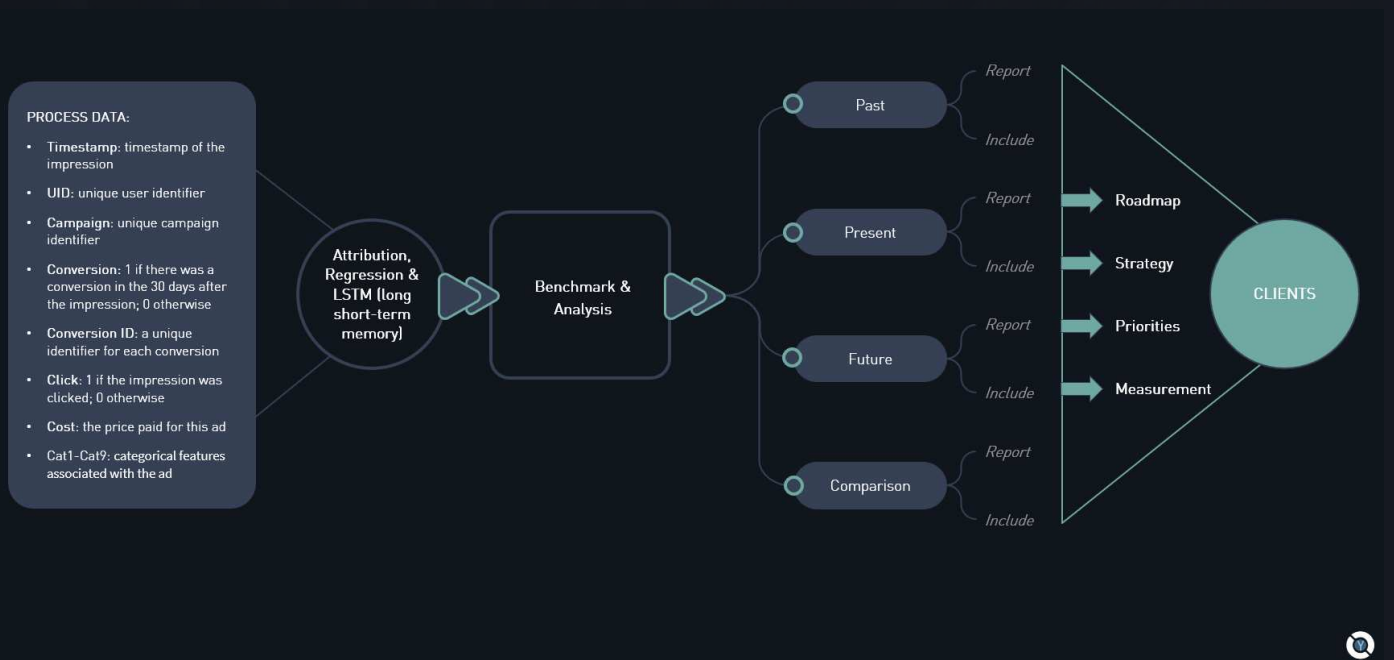 PROCESS DATA:
• Timestamp: timestamp of the
impression
• UID: unique user identifier
• Campaign: unique campaign
identifier
• Conversion: 1 if there was a
conversion in the 30 days after
the impression; 0 otherwise
• Conversion ID: a unique
identifier for each conversion
• Click: 1 if the impression was
clicked; 0 otherwise
• Cost: the price paid for this ad
• Cat1-Cat9: categorical features
associated with the ad
Attribution,
Regression &
LSTM (long
short-term
memory)
Benchmark &
Analysis
Past
Report
Include
Present
Report
Include
Future
Report
Include
Comparison
Report
Include
Roadmap
Strategy
Priorities
Measurement
CLIENTS
Y